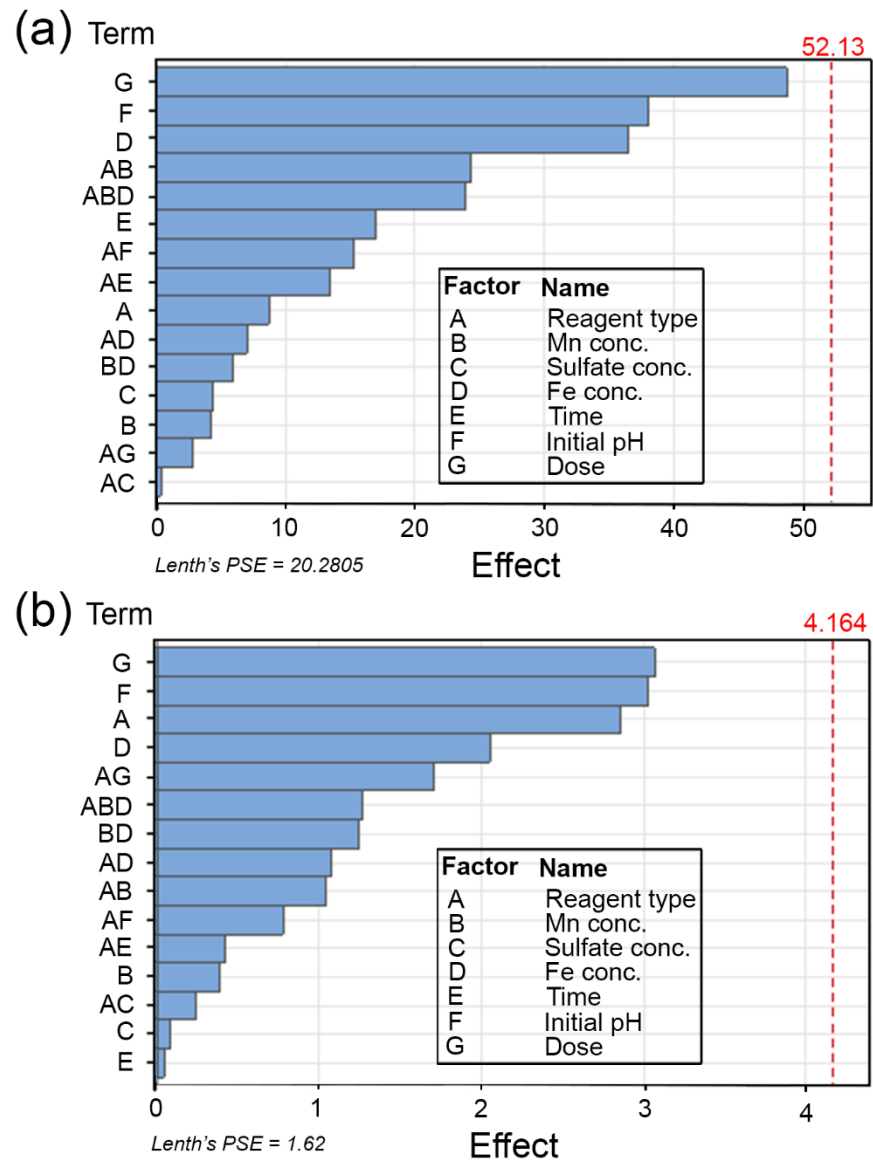 (a) Term
52.13
G
F
D
AB
ABD
E
AF
AE
A
AD
BD
C
B
AG
AC
Factor Name
A Reagent type
B Mn conc.
C Sulfate conc.
D Fe conc.
E Time
F Initial pH
G Dose
0 10 20 30 40 50
Lenth's PSE = 20.2805
Effect
(b) Term
4.164
G
F
A
D
AG
ABD
BD
AD
AB
AF
AE
B
AC
C
E
Factor Name
A Reagent type
B Mn conc.
C Sulfate conc.
D Fe conc.
E Time
F Initial pH
G Dose
0 1 2 3 4
Lenth's PSE = 1.62
Effect